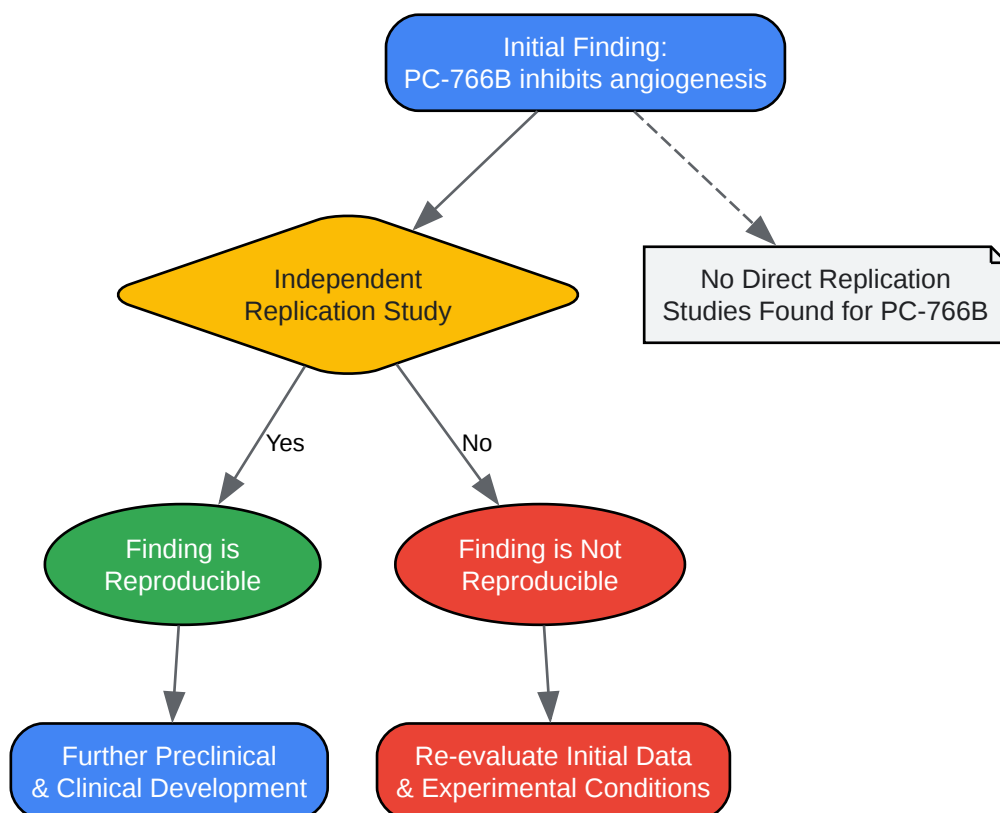 Initial Finding:
PC-766B inhibits angiogenesis
Independent
Replication Study
No Direct Replication
Studies Found for PC-766B
Yes
No
Finding is
Reproducible
Finding is Not
Reproducible
Further Preclinical
& Clinical Development
Re-evaluate Initial Data
& Experimental Conditions